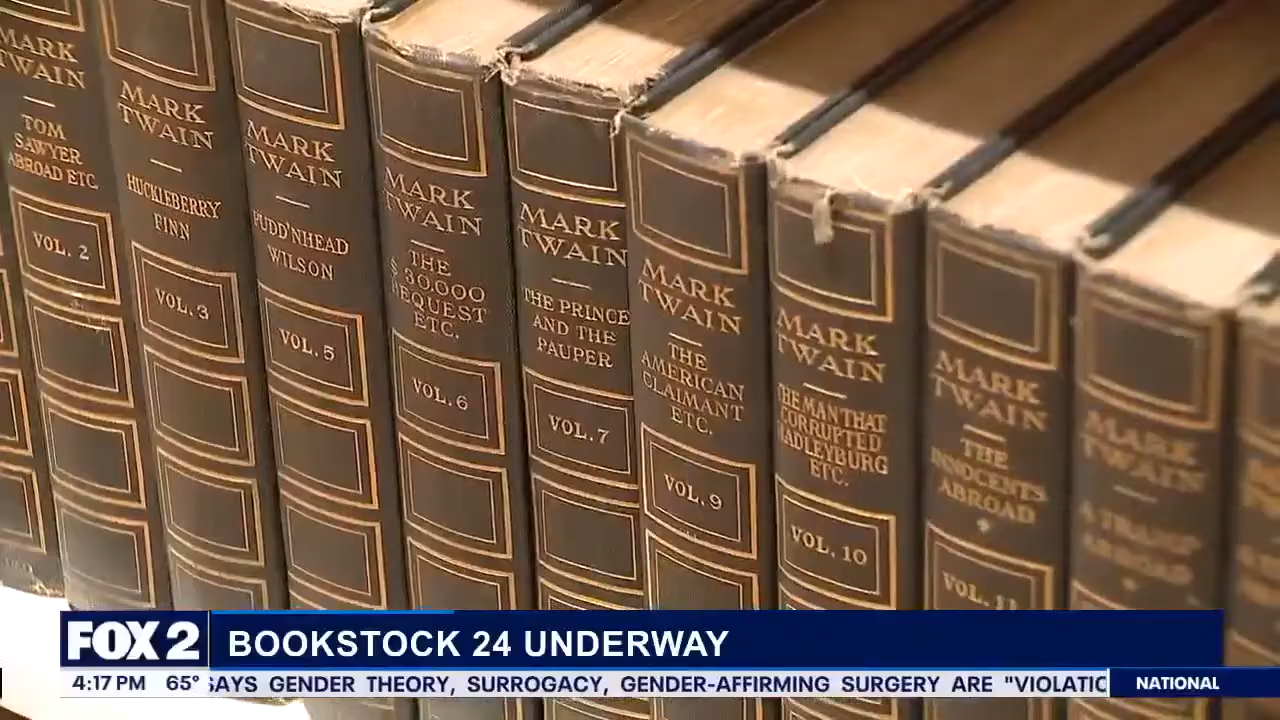 MARK
TWAIN
TOM
SAWYER
ABROAD ETC.
VOL. 2
MARK
TWAIN
HUCKLEBERRY
FINN
VOL. 3
MARK
TWAIN
PUDD'NHEAD
WILSON
VOL. 5
MARK
TWAIN
THE
$30,000
BEQUEST
ETC.
VOL. 6
MARK
TWAIN
THE PRINCE
AND THE
PAUPER
VOL. 7
MARK
TWAIN
THE
AMERICAN
CLAIMANT
ETC.
VOL. 9
MARK
TWAIN
THE MAN THAT
CORRUPTED
HADLEYBURG
ETC.
VOL. 10
MARK
TWAIN
THE
INNOCENTS
ABROAD
VOL. 11
MARK
TWAIN
A TRAMP
ABROAD
FOX 2
BOOKSTOCK 24 UNDERWAY
4:17 PM 65° SAYS GENDER THEORY, SURROGACY, GENDER-AFFIRMING SURGERY ARE "VIOLATIO
NATIONAL